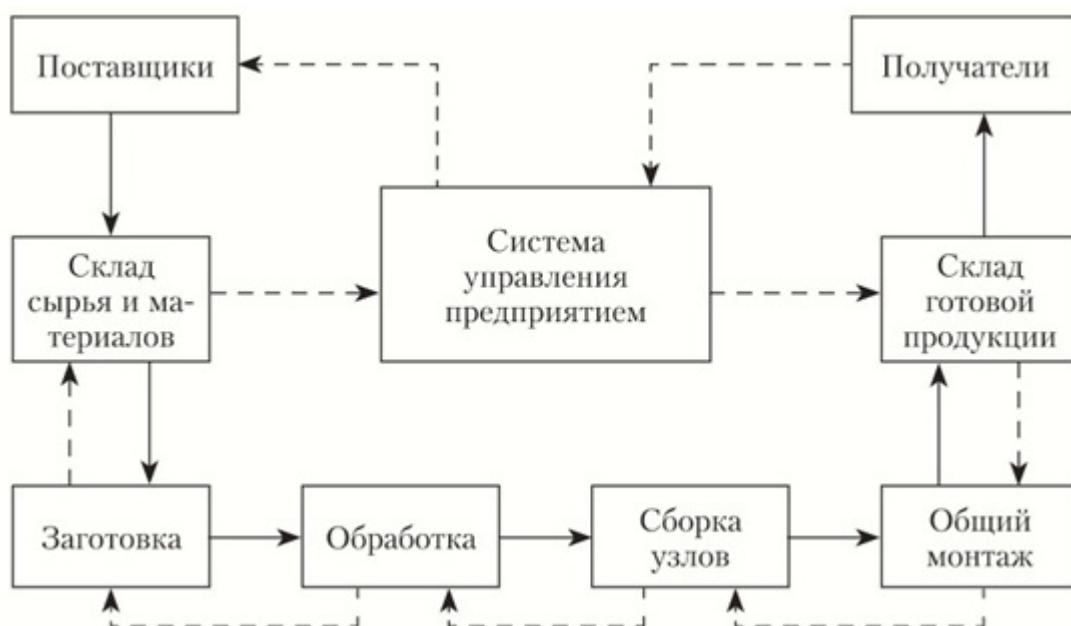 Поставщики
Получатели
Система
управления
предприятием
Склад
сырья и ма-
териалов
Склад
готовой
продукции
Заготовка
Обработка
Сборка
узлов
Общий
монтаж